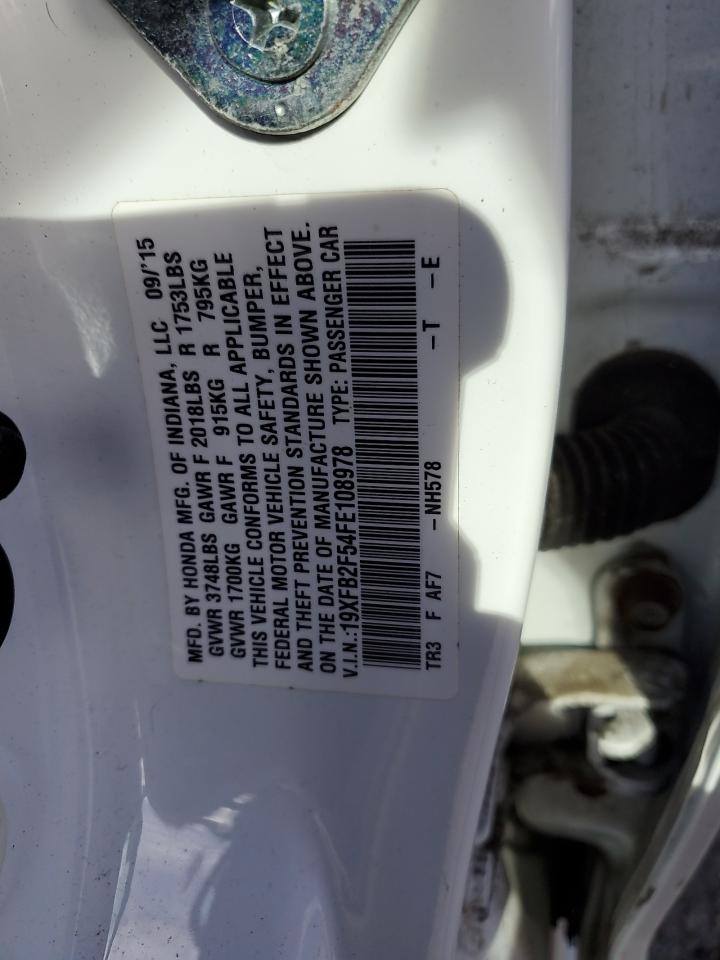 MFD. BY HONDA MFG. OF INDIANA, LLC 09/'15
GVWR 3748LBS GAWR F 2018LBS R 1753LBS
GVWR 1700KG GAWR F 915KG R 795KG
THIS VEHICLE CONFORMS TO ALL APPLICABLE
FEDERAL MOTOR VEHICLE SAFETY, BUMPER,
AND THEFT PREVENTION STANDARDS IN EFFECT
ON THE DATE OF MANUFACTURE SHOWN ABOVE.
V.I.N.:19XFB2F54FE108978 TYPE: PASSENGER CAR
TR3 F AF7 -NH578 -T -E